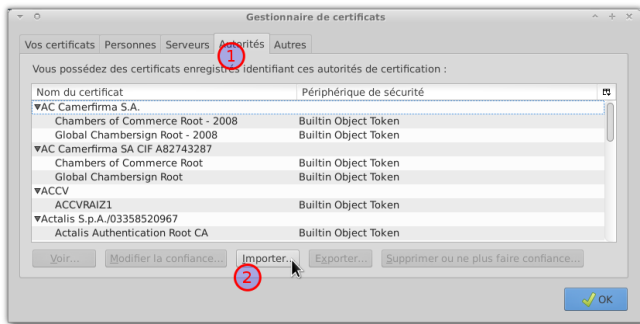 Gestionnaire de certificats
Vos certificats Personnes Serveurs Autorités Autres
1
Vous possédez des certificats enregistrés identifiant ces autorités de certification :
Nom du certificat Périphérique de sécurité
▼AC Camerfirma S.A.
Chambers of Commerce Root - 2008 Builtin Object Token
Global Chambersign Root - 2008 Builtin Object Token
▼AC Camerfirma SA CIF A82743287
Chambers of Commerce Root Builtin Object Token
Global Chambersign Root Builtin Object Token
▼ACCV
ACCVRAIZ1 Builtin Object Token
▼Actalis S.p.A./03358520967
Actalis Authentication Root CA Builtin Object Token
Voir... Modifier la confiance... Importer... Exporter... Supprimer ou ne plus faire confiance...
2
OK